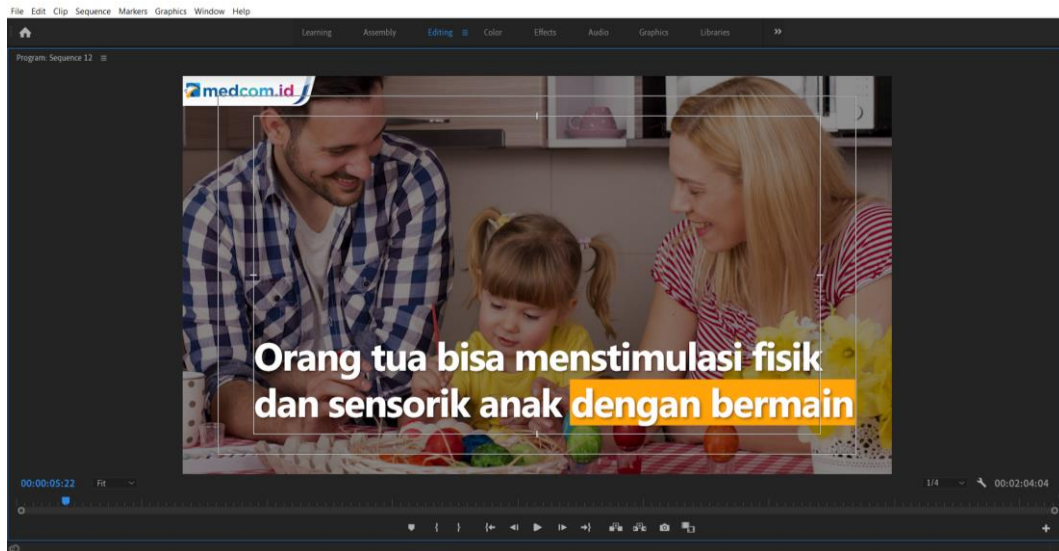 File Edit Clip Sequence Markers Graphics Window Help
Learning Assembly Editing Color Effects Audio Graphics Libraries
Program: Sequence 12
medcom.id
Orang tua bisa menstimulasi fisik
dan sensorik anak dengan bermain
00:00:05:22 Fit 1/4 00:02:04:04